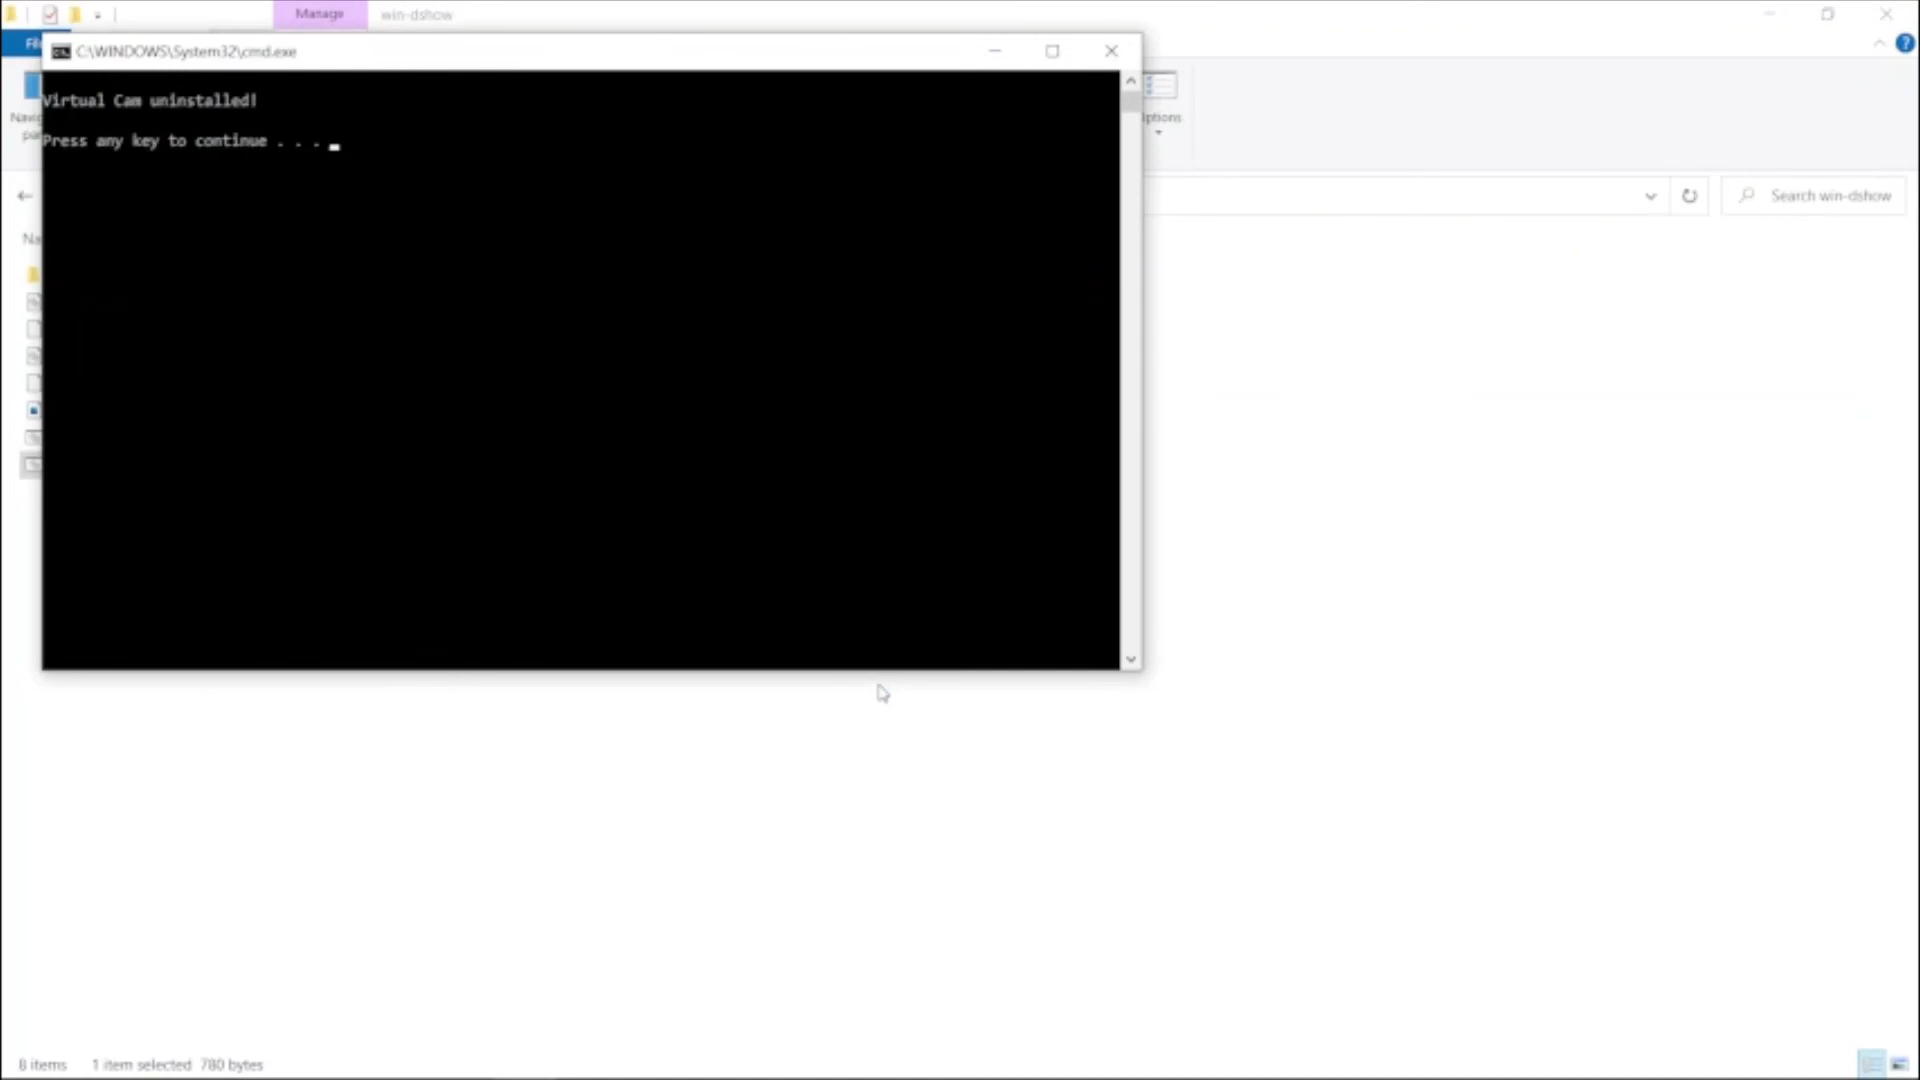 Manage
win-dshow
C:\WINDOWS\System32\cmd.exe
Virtual Cam uninstalled!
Press any key to continue . . .
Search win-dshow
8 items
1 item selected 780 bytes